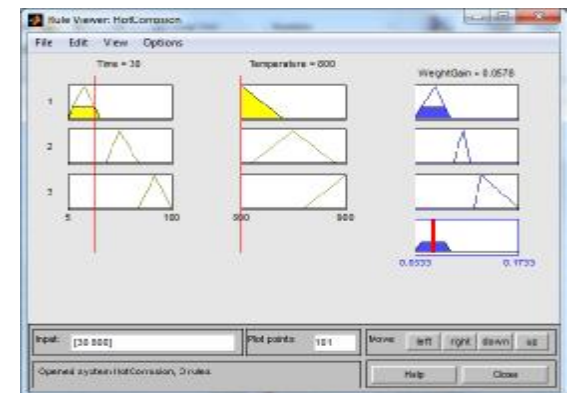 Rule Viewer: HotCorrosion
File Edit View Options
Time = 30 Temperature = 800 WeightGain = 0.0578
1
2
3
5 100 800 900
0.0333 0.1733
Input: [30 800] Plot points: 101 Move: left right down up
Opened system HotCorrosion, 3 rules Help Close